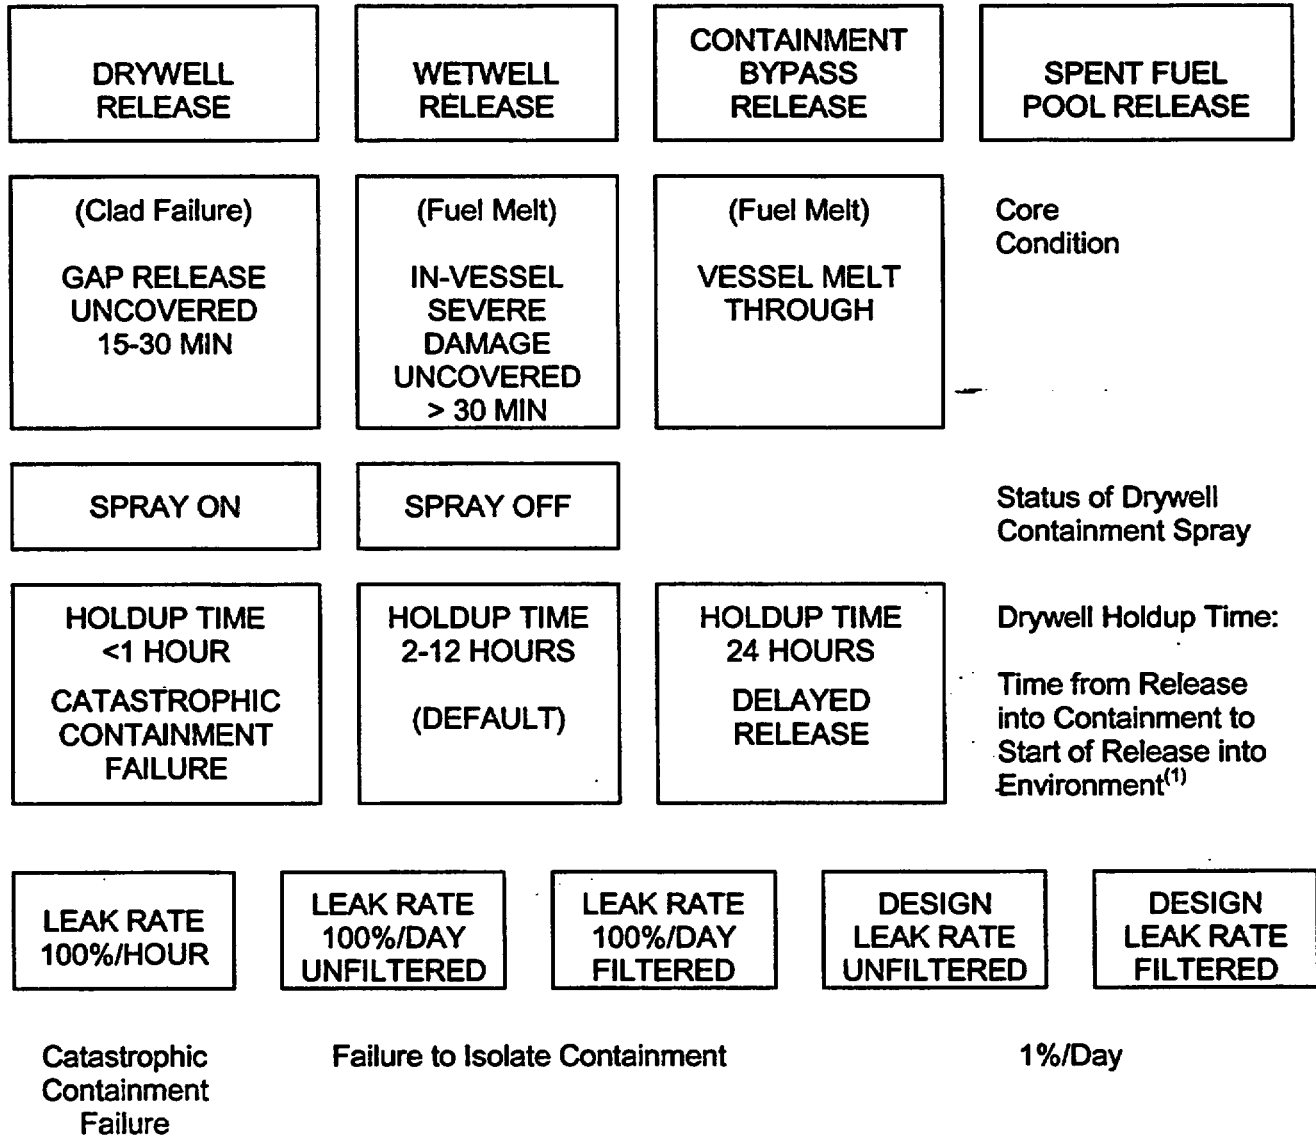 DRYWELL
RELEASE
WETWELL
RELEASE
CONTAINMENT
BYPASS
RELEASE
SPENT FUEL
POOL RELEASE
(Clad Failure)
GAP RELEASE
UNCOVERED
15-30 MIN
(Fuel Melt)
IN-VESSEL
SEVERE
DAMAGE
UNCOVERED
> 30 MIN
(Fuel Melt)
VESSEL MELT
THROUGH
Core
Condition
SPRAY ON
SPRAY OFF
Status of Drywell
Containment Spray
HOLDUP TIME
<1 HOUR
CATASTROPHIC
CONTAINMENT
FAILURE
HOLDUP TIME
2-12 HOURS
(DEFAULT)
HOLDUP TIME
24 HOURS
DELAYED
RELEASE
Drywell Holdup Time:
Time from Release
into Containment to
Start of Release into
Environment(1)
LEAK RATE
100%/HOUR
LEAK RATE
100%/DAY
UNFILTERED
LEAK RATE
100%/DAY
FILTERED
DESIGN
LEAK RATE
UNFILTERED
DESIGN
LEAK RATE
FILTERED
Catastrophic
Containment
Failure
Failure to Isolate Containment
1%/Day